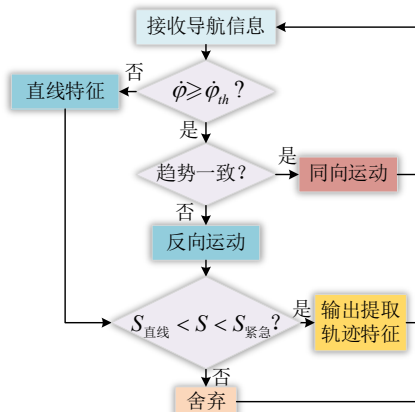 接收导航信息
否
直线特征
φ̇≥φ̇th?
是
趋势一致?
是
同向运动
否
反向运动
S直线 < S < S紧急?
是
输出提取
轨迹特征
否
舍弃